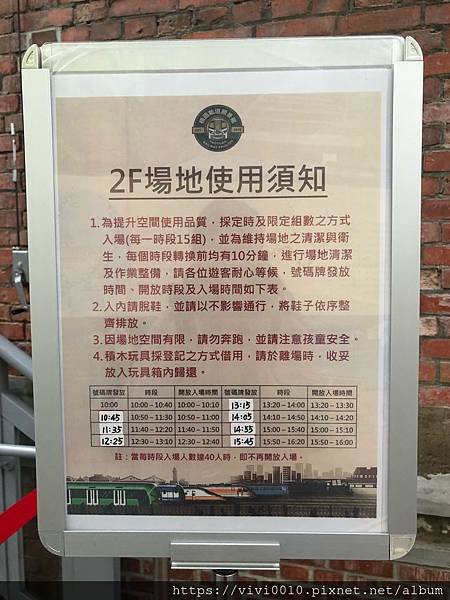 2F場地使用須知
1.為提升空間使用品質，採定時及限定組數之方式
入場(每一時段15組)，並為維持場地之清潔與衛
生，每個時段轉換前均有10分鐘，進行場地清潔
及作業整備，請各位遊客耐心等候，號碼牌發放
時間、開放時段及入場時間如下表。
2.入內請脫鞋，並請以不影響通行，將鞋子依序整
齊排放。
3.因場地空間有限，請勿奔跑，並請注意孩童安全。
4.積木玩具採登記之方式借用，請於離場時，收妥
放入玩具箱內歸還。
號碼牌發放 時段 開放入場時間 號碼牌發放 時段 開放入場時間
10:00 10:00－10:40 10:00－10:10 13:15 13:20－14:00 13:20－13:30
10:45 10:50－11:30 10:50－11:00 14:05 14:10－14:50 14:10－14:20
11:35 11:40－12:20 11:40－11:50 14:55 15:00－15:40 15:00－15:10
12:25 12:30－13:10 12:30－12:40 15:45 15:50－16:20 15:50－16:00
註：當每時段入場人數達40人時，即不再開放入場。
https://vivi0010.pixnet.net/album